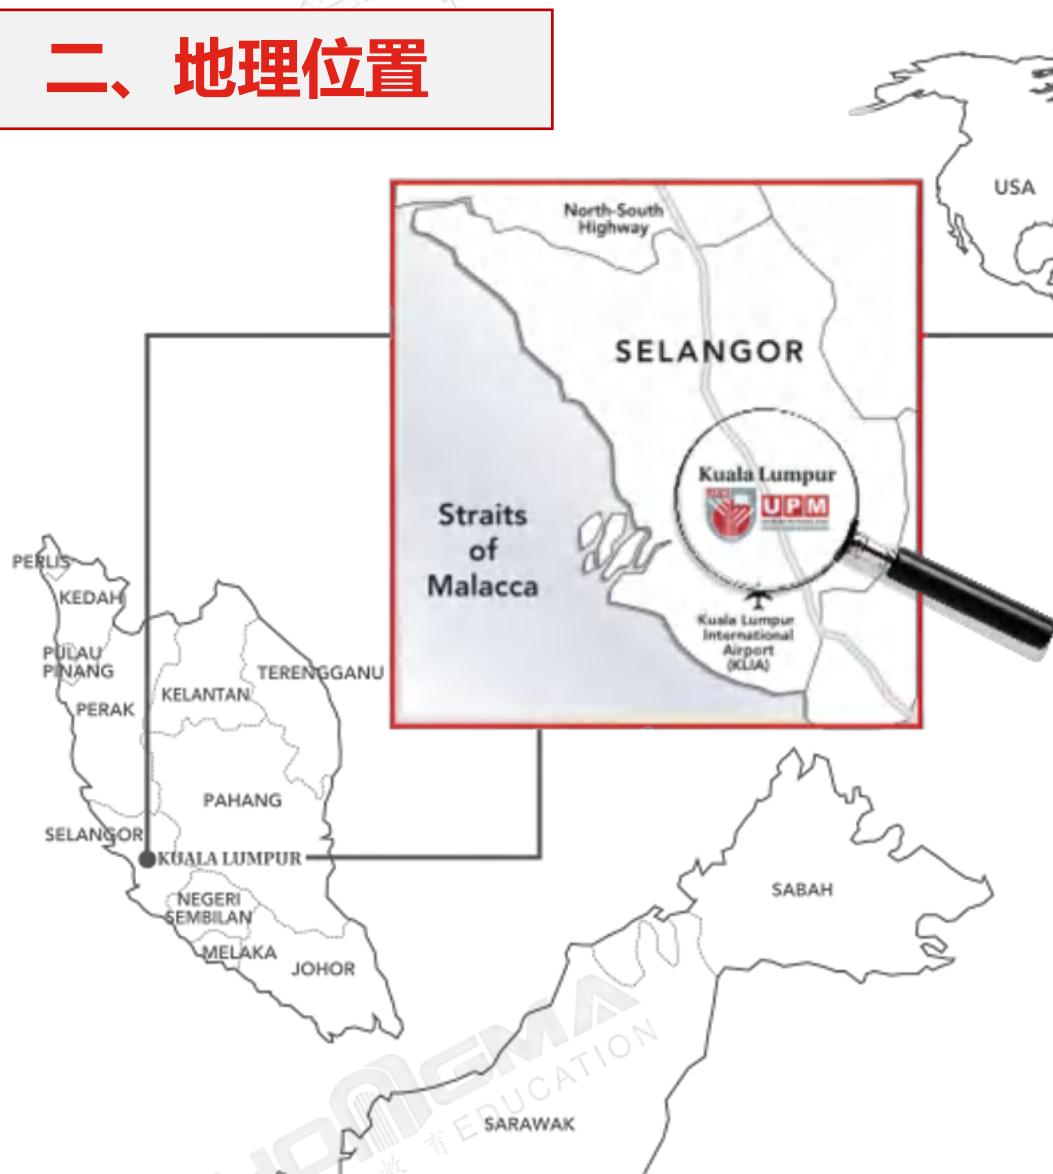 二、地理位置
USA
North-South
Highway
SELANGOR
Kuala Lumpur
UPM
Straits
of
Malacca
Kuala Lumpur
International
Airport
(KLIA)
PERLIS
KEDAH
PULAU
PINANG
PERAK
KELANTAN
TERENGGANU
PAHANG
SELANGOR
KUALA LUMPUR
NEGERI
SEMBILAN
MELAKA
JOHOR
SABAH
SARAWAK
教育 EDUCATION